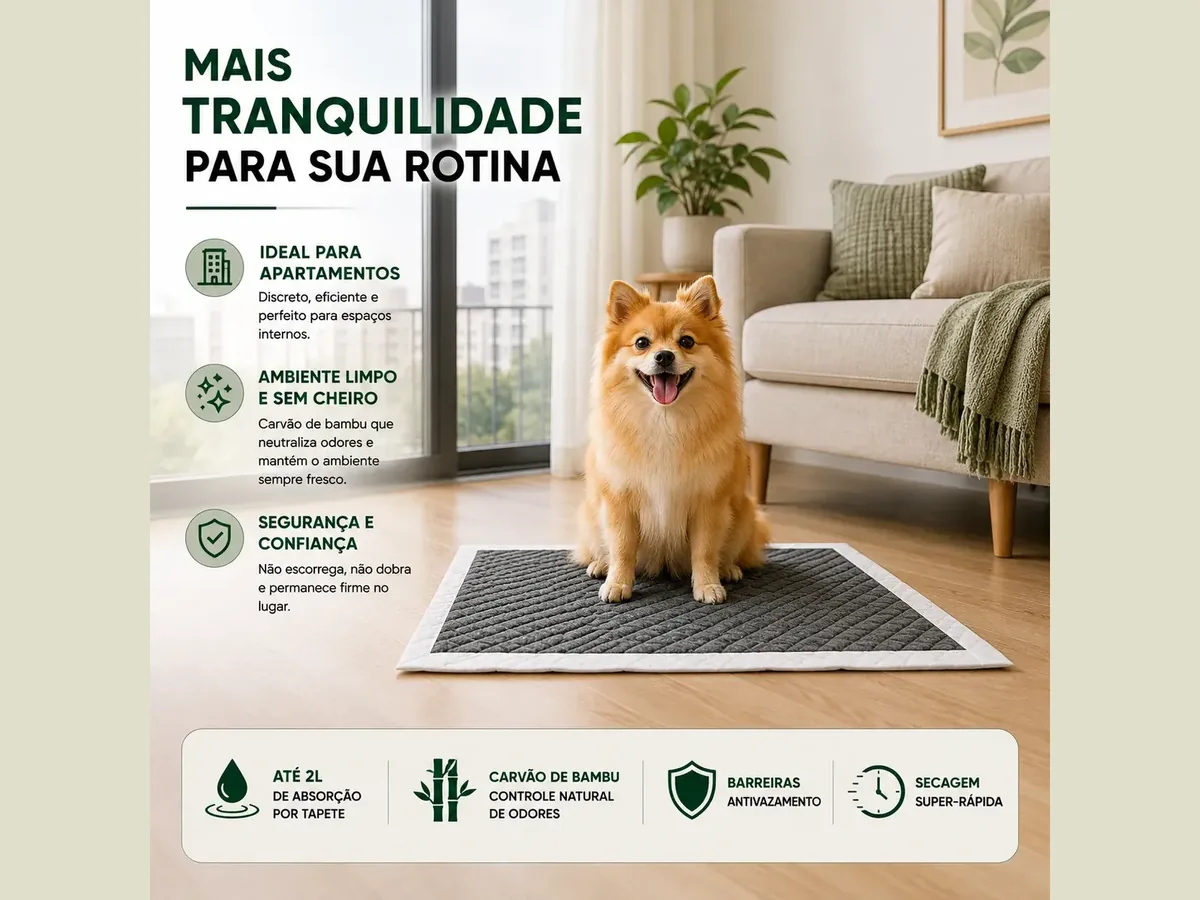 MAIS
TRANQUILIDADE
PARA SUA ROTINA
IDEAL PARA
APARTAMENTOS
Discreto, eficiente e
perfeito para espaços
internos.
AMBIENTE LIMPO
E SEM CHEIRO
Carvão de bambu que
neutraliza odores e
mantém o ambiente
sempre fresco.
SEGURANÇA E
CONFIANÇA
Não escorrega, não dobra
e permanece firme no
lugar.
ATÉ 2L
DE ABSORÇÃO
POR TAPETE
CARVÃO DE BAMBU
CONTROLE NATURAL
DE ODORES
BARREIRAS
ANTIVAZAMENTO
SECAGEM
SUPER-RÁPIDA